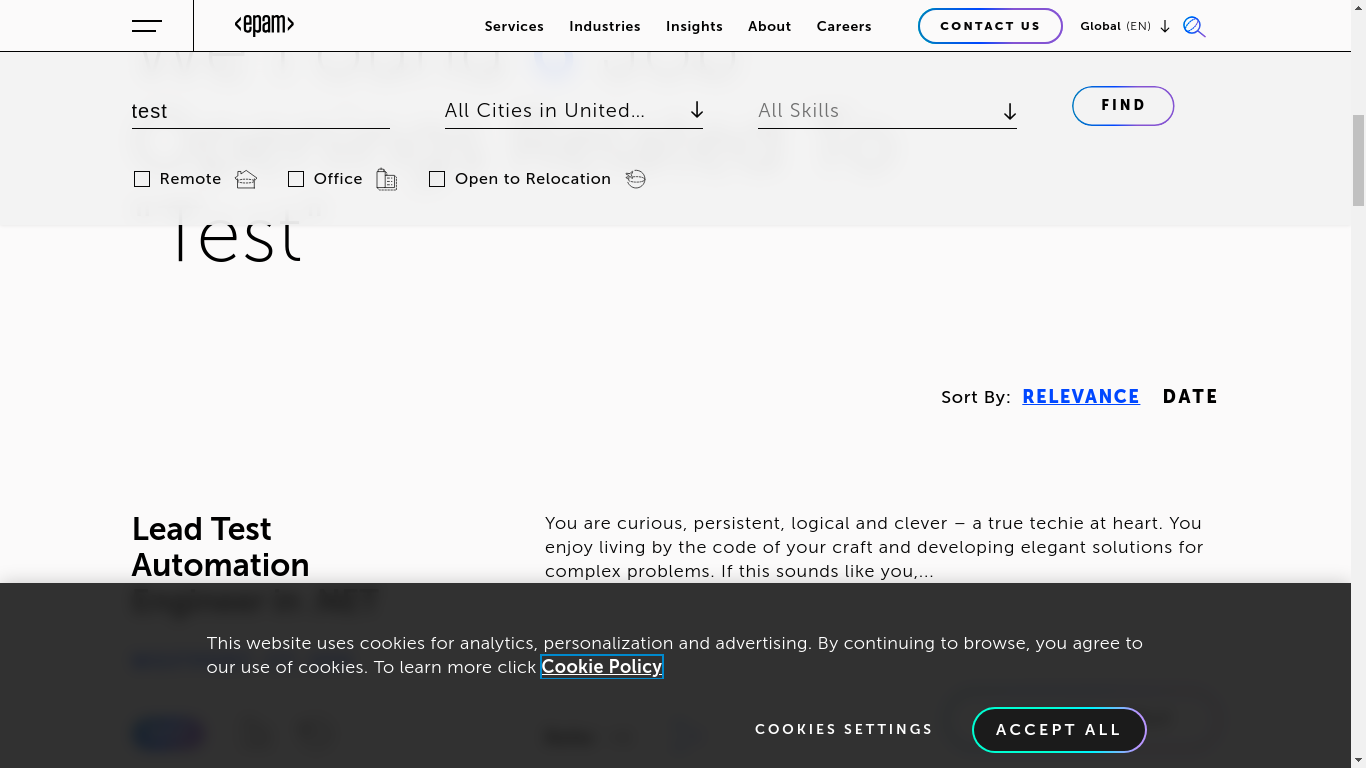 <epam>
Services Industries Insights About Careers CONTACT US Global (EN)
test All Cities in United... All Skills FIND
Remote Office Open to Relocation
Test
Sort By: RELEVANCE DATE
Lead Test
Automation
You are curious, persistent, logical and clever – a true techie at heart. You
enjoy living by the code of your craft and developing elegant solutions for
complex problems. If this sounds like you,...
This website uses cookies for analytics, personalization and advertising. By continuing to browse, you agree to
our use of cookies. To learn more click Cookie Policy
COOKIES SETTINGS ACCEPT ALL